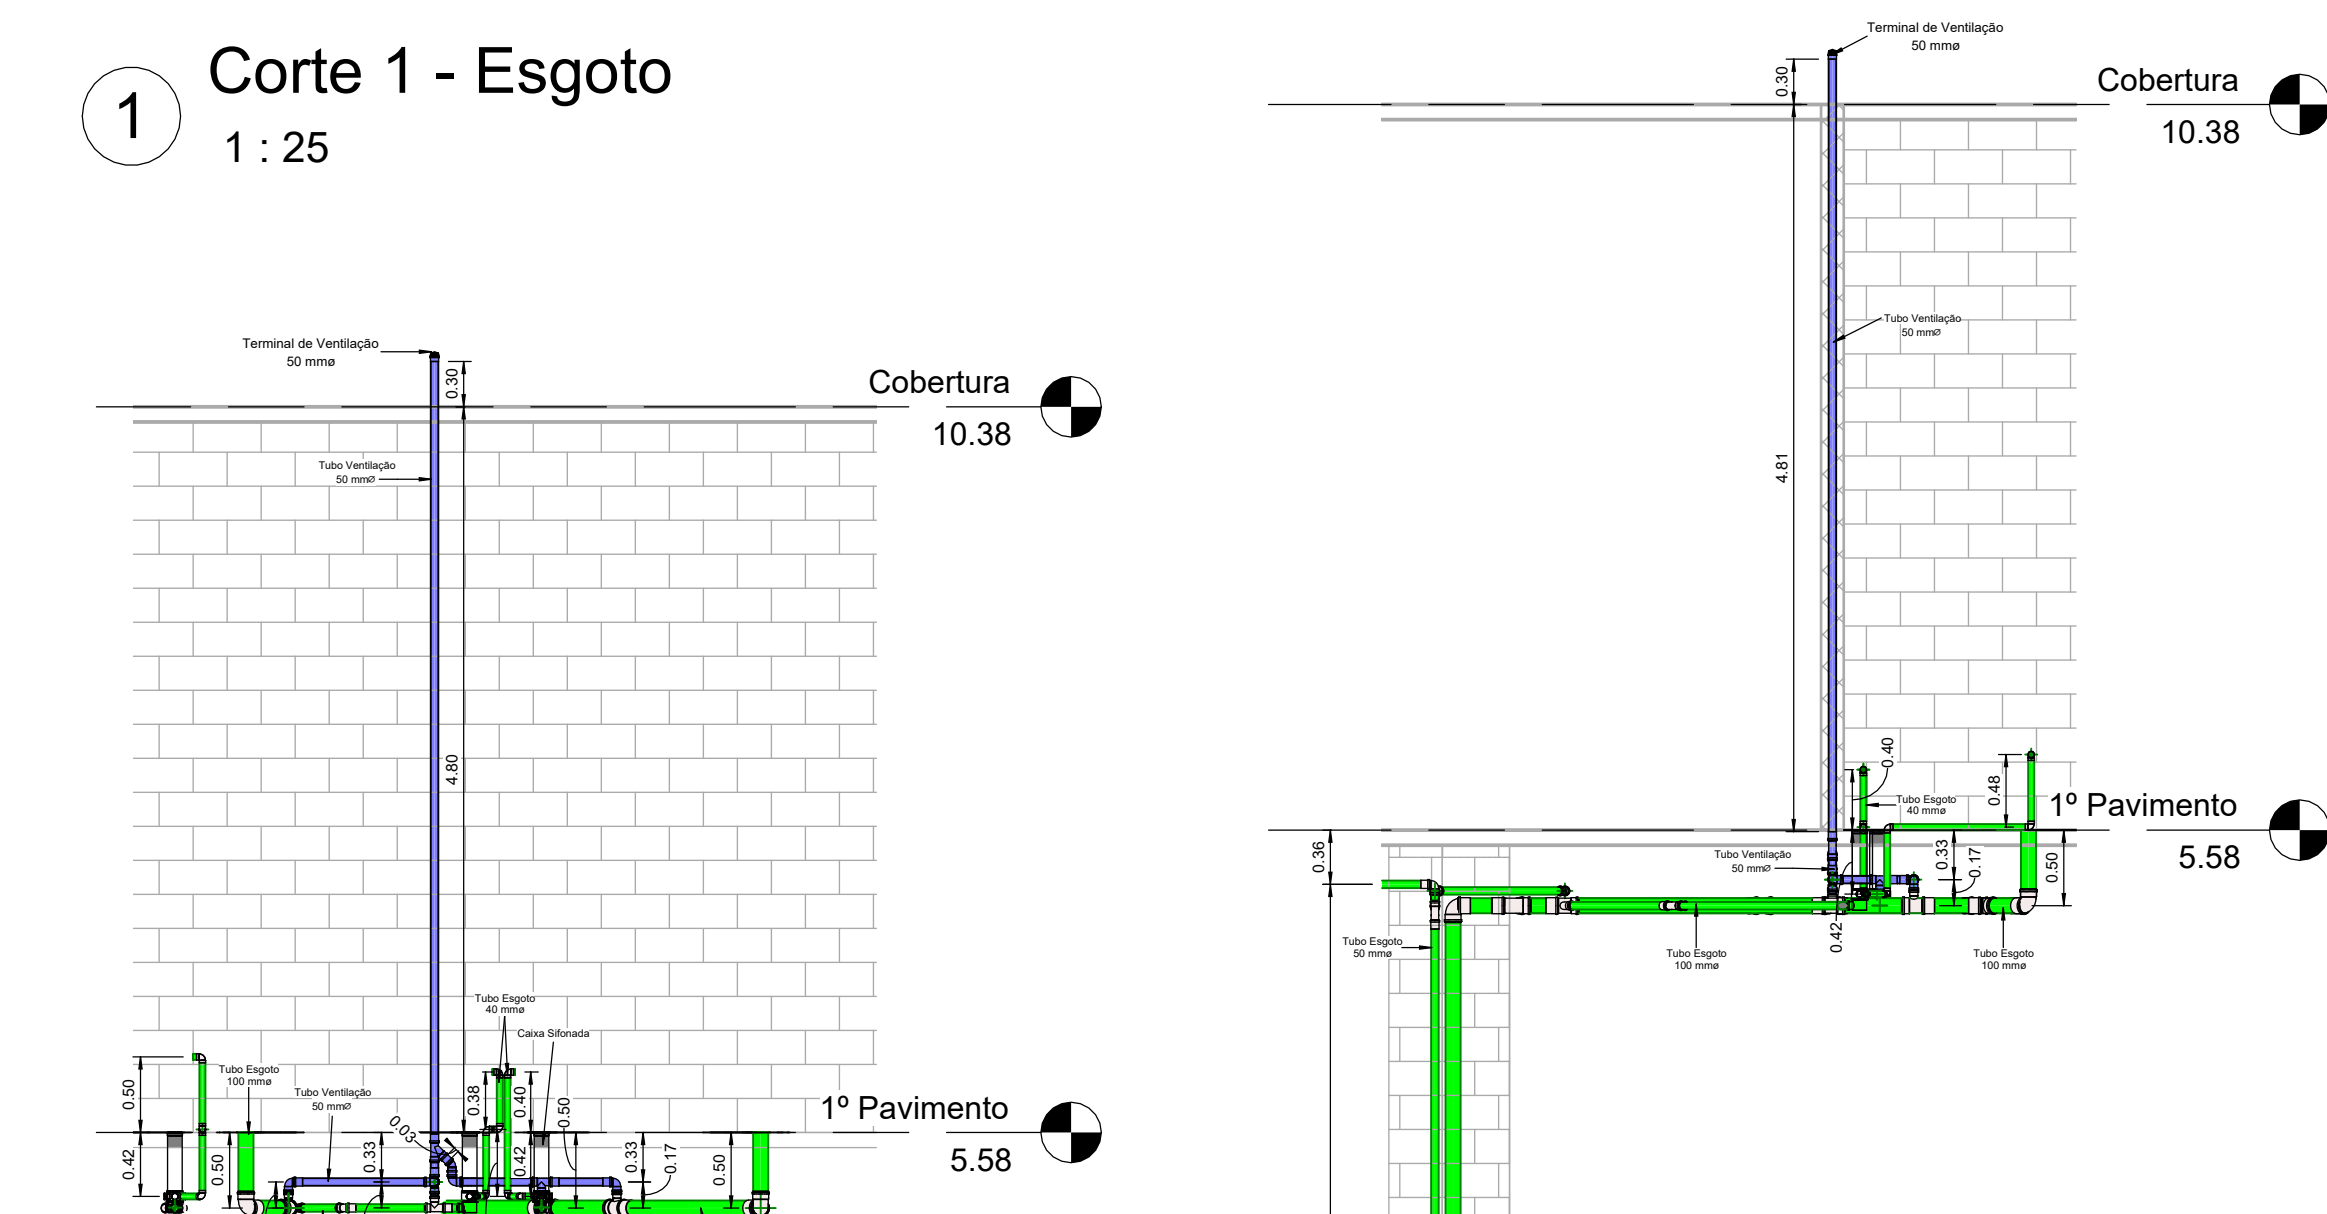 1
Corte 1 - Esgoto
1 : 25
Terminal de Ventilação
50 mmø
0.30
Cobertura
10.38
Tubo Ventilação
50 mmØ
4.80
Tubo Esgoto
40 mmø
Caixa Sifonada
Tubo Esgoto
100 mmø
Tubo Ventilação
50 mmØ
0.50
0.38
0.40
0.50
1º Pavimento
5.58
0.03
0.42
0.50
0.33
0.42
0.33
0.17
0.50
Terminal de Ventilação
50 mmø
0.30
Cobertura
10.38
Tubo Ventilação
50 mmØ
4.81
0.40
0.48
Tubo Esgoto
40 mmø
1º Pavimento
5.58
0.36
Tubo Ventilação
50 mmØ
0.33
0.17
0.50
0.42
Tubo Esgoto
50 mmø
Tubo Esgoto
100 mmø
Tubo Esgoto
100 mmø